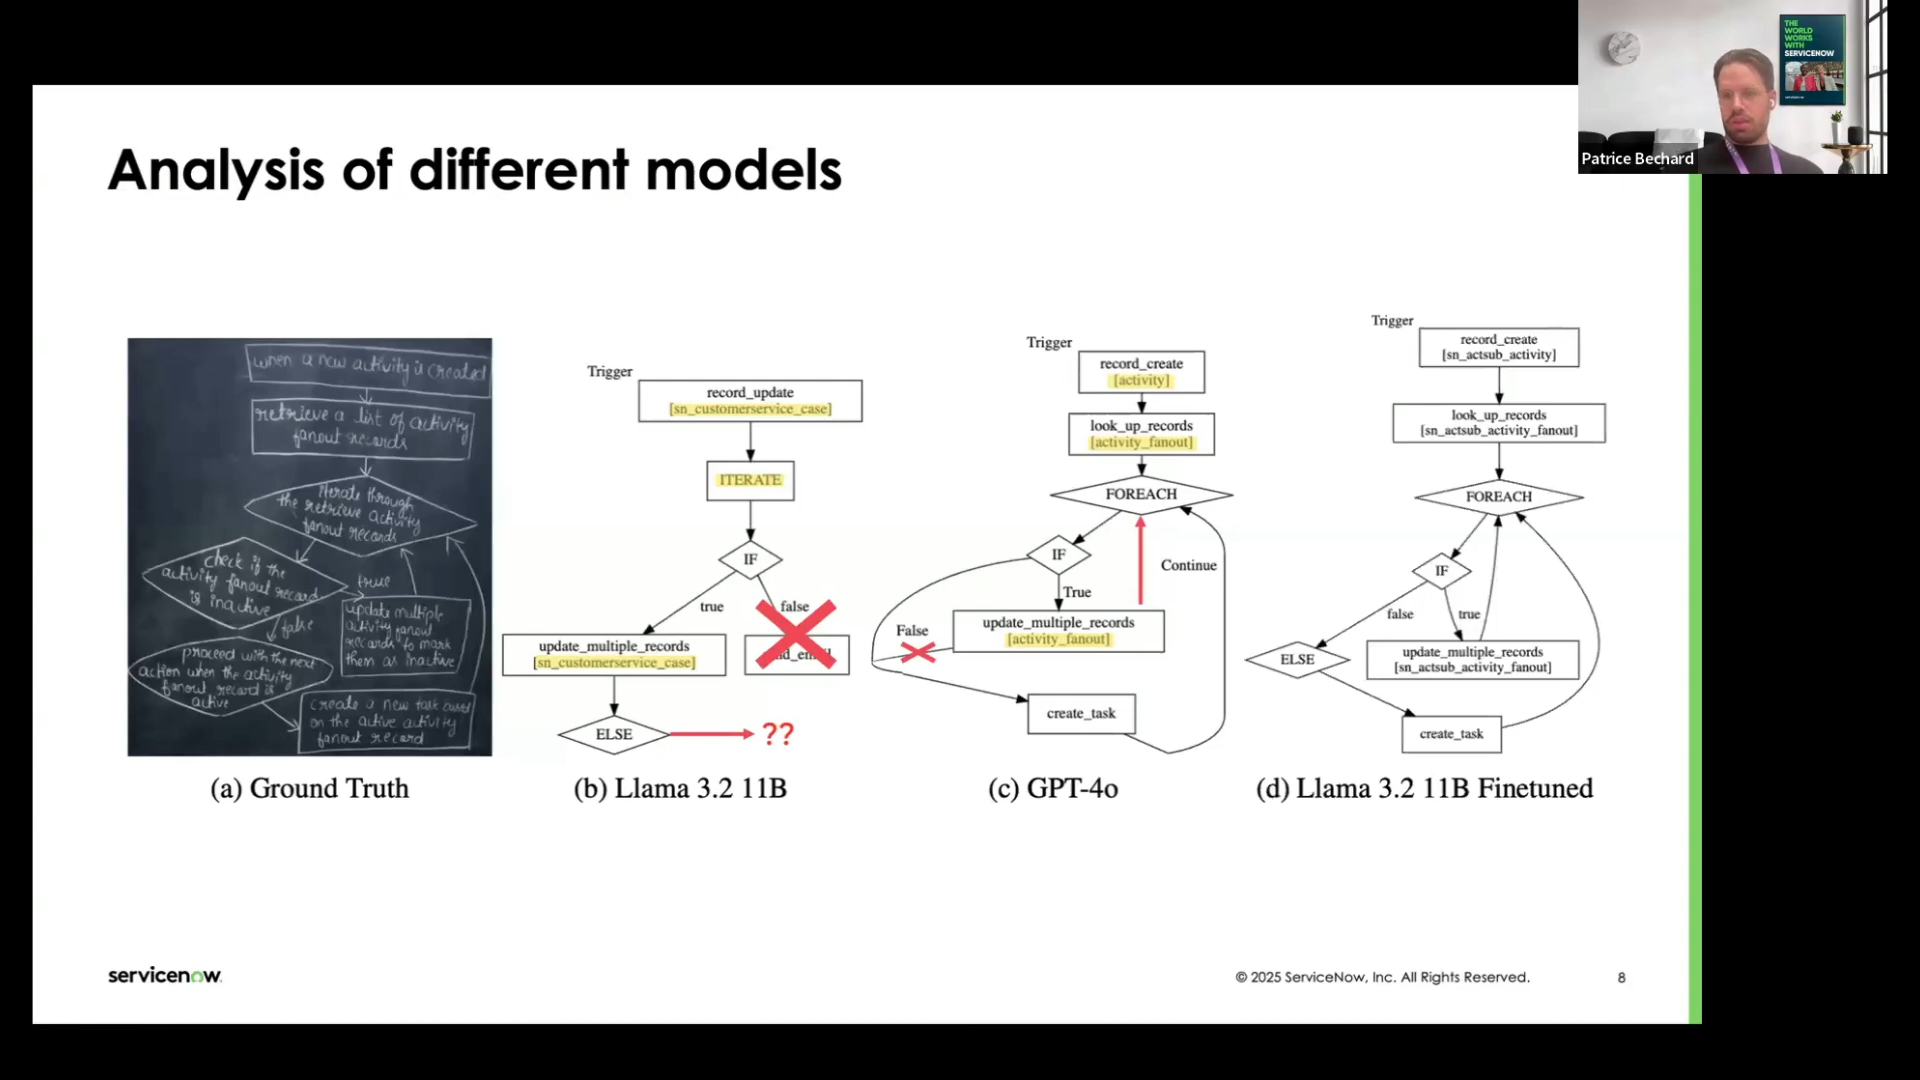 THE
WORLD
WORKS
WITH
SERVICENOW
Patrice Bechard
Analysis of different models
when a new activity is created
retrieve a list of activity
fanout records
iterate through
the retrieve activity
fanout records
check if the
activity fanout record
is inactive
true
false
update multiple
activity fanout
records to mark
them as inactive
proceed with the next
action when the activity
fanout record is
active
create a new task based
on the active activity
fanout record
(a) Ground Truth
Trigger
record_update
[sn_customerservice_case]
ITERATE
IF
true
false
update_multiple_records
[sn_customerservice_case]
ELSE
??
(b) Llama 3.2 11B
Trigger
record_create
[activity]
look_up_records
[activity_fanout]
FOREACH
IF
Continue
True
update_multiple_records
[activity_fanout]
False
create_task
(c) GPT-4o
Trigger
record_create
[sn_actsub_activity]
look_up_records
[sn_actsub_activity_fanout]
FOREACH
IF
false
true
ELSE
update_multiple_records
[sn_actsub_activity_fanout]
create_task
(d) Llama 3.2 11B Finetuned
servicenow
© 2025 ServiceNow, Inc. All Rights Reserved.
8